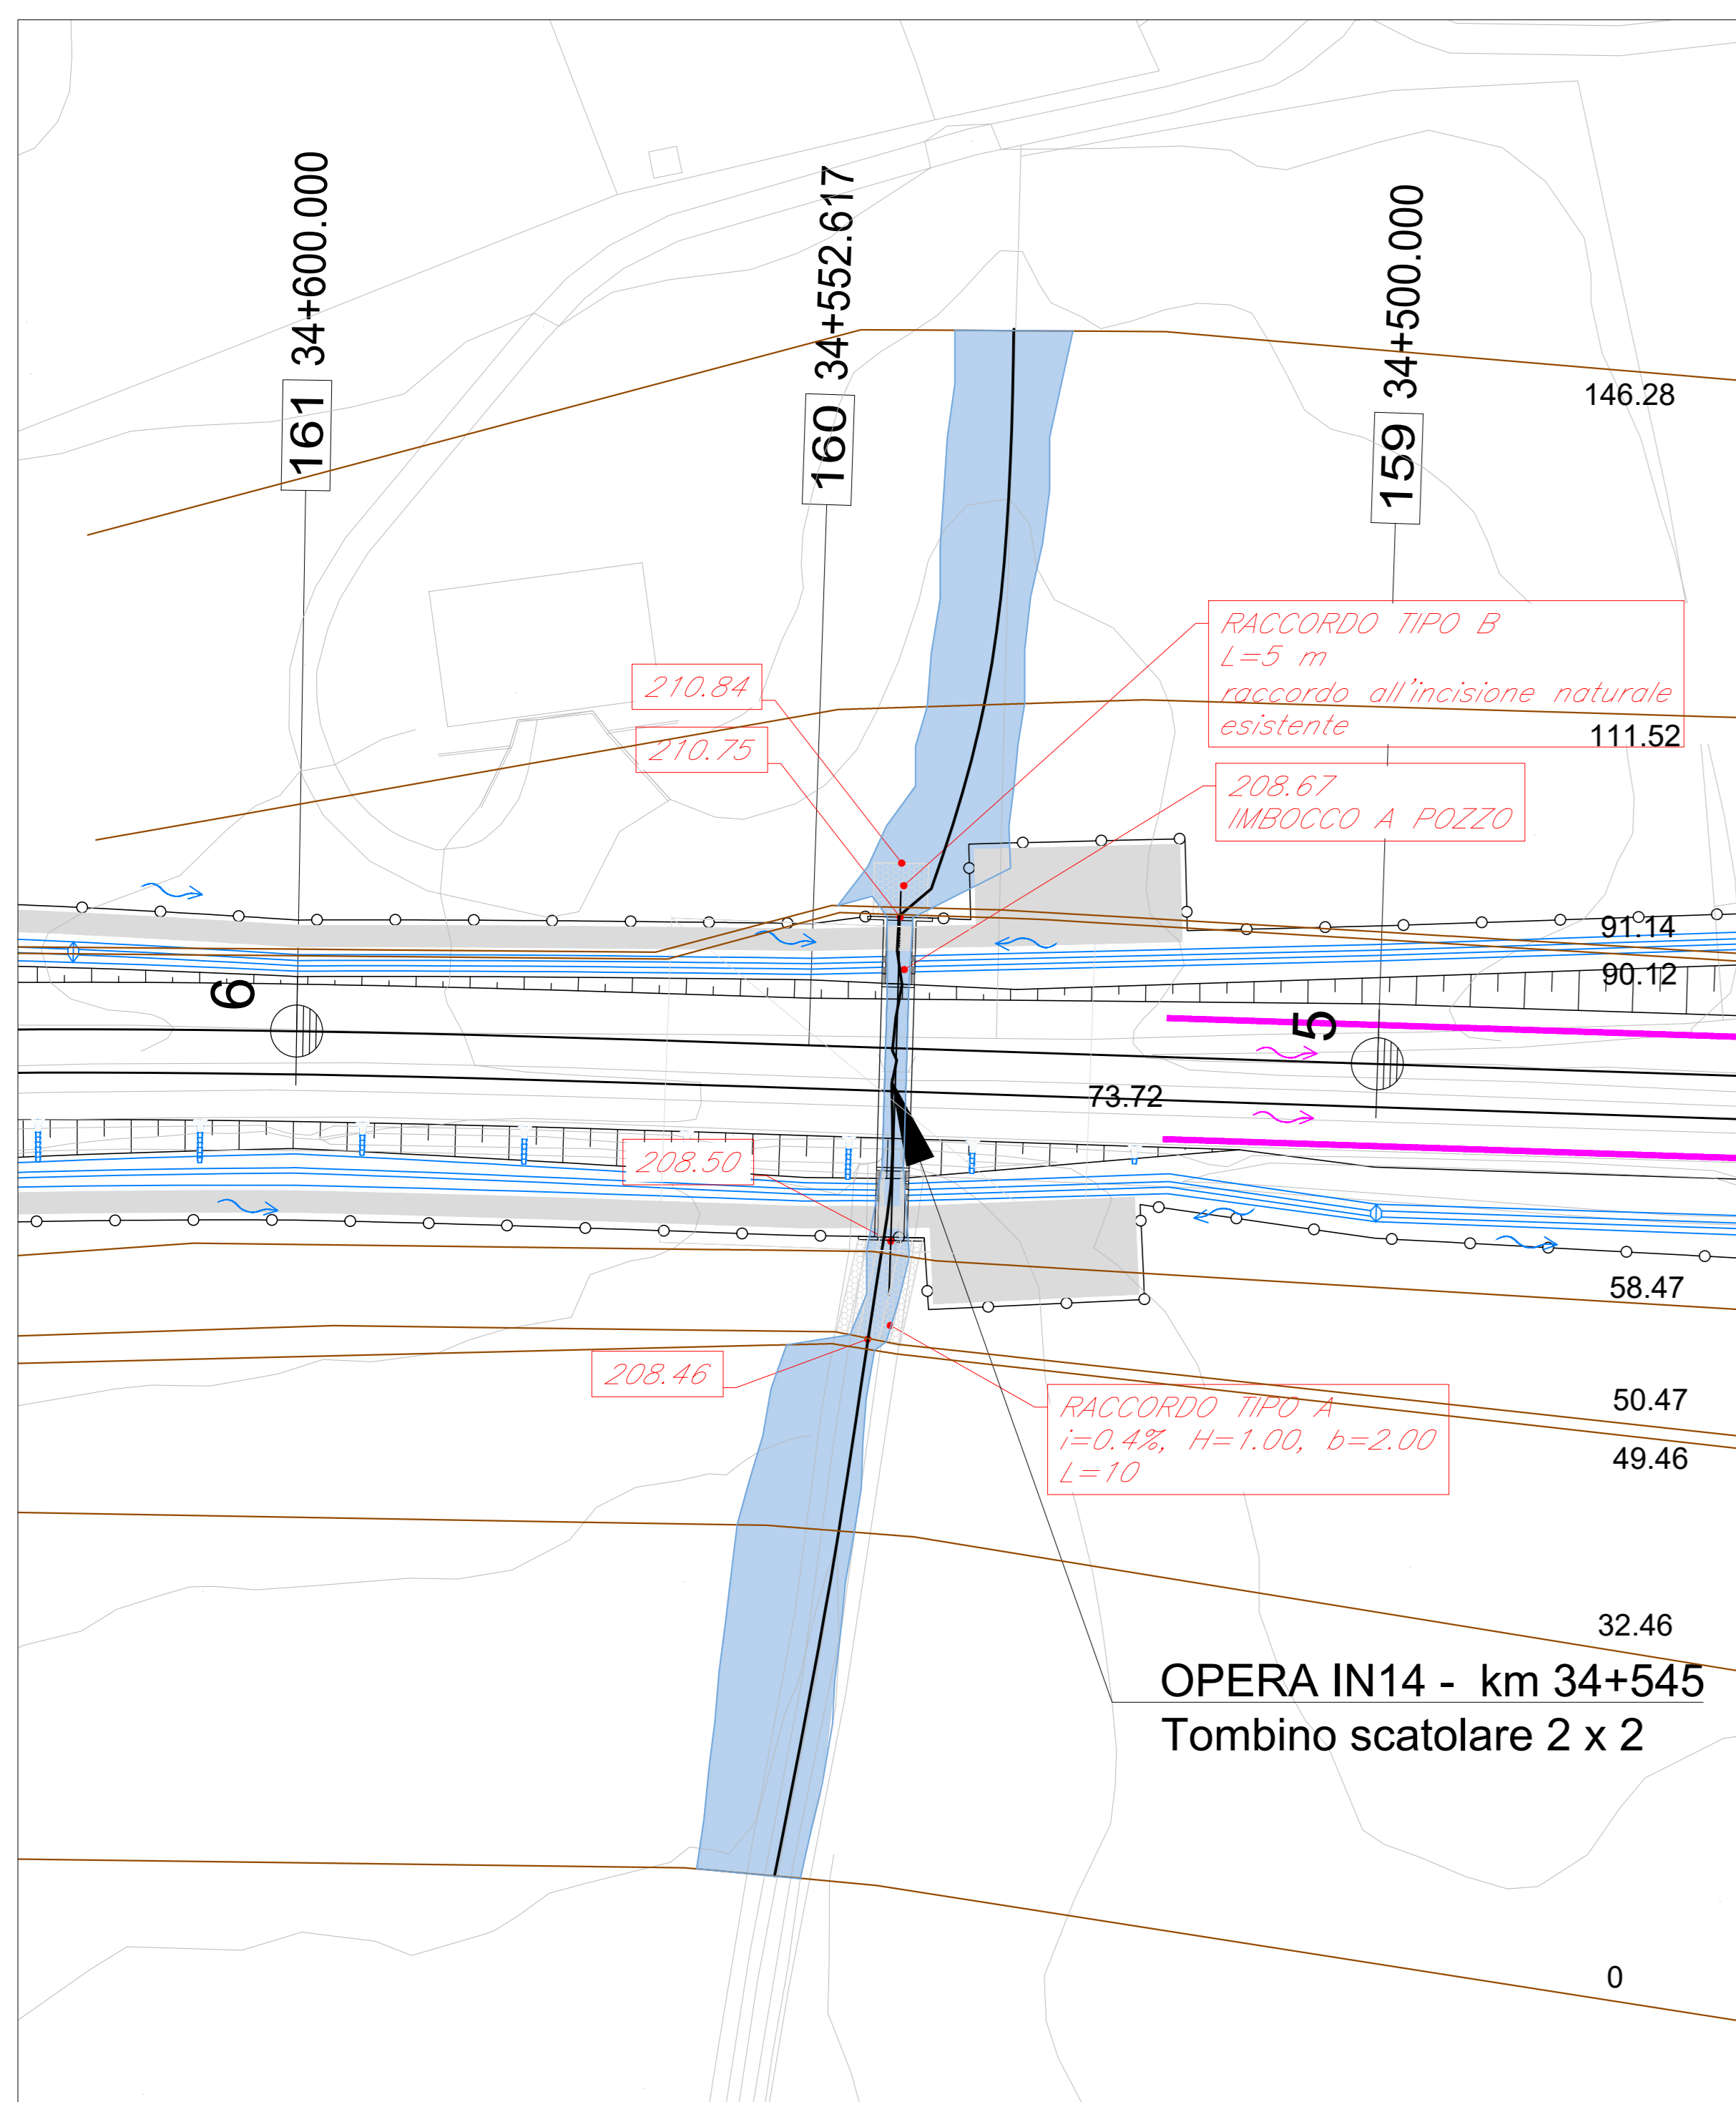 161 34+600.000
160 34+552.617
159 34+500.000
146.28
RACCORDO TIPO B
L=5 m
raccordo all'incisione naturale
esistente
210.84
111.52
210.75
208.67
IMBOCCO A POZZO
91.14
90.12
6
5
73.72
208.50
58.47
208.46
50.47
RACCORDO TIPO A
i=0.4%, H=1.00, b=2.00
L=10
49.46
32.46
OPERA IN14 - km 34+545
Tombino scatolare 2 x 2
0